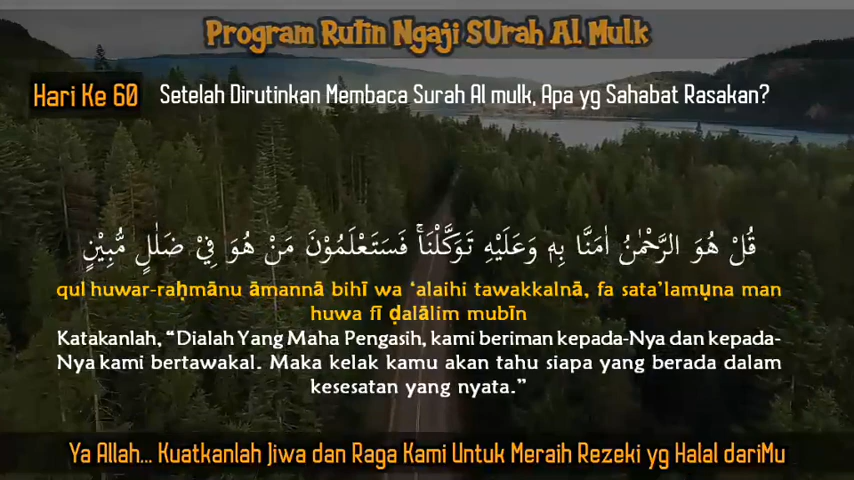 Program Rutin Ngaji SUrah Al Mulk
Hari Ke 60
Setelah Dirutinkan Membaca Surah Al mulk, Apa yg Sahabat Rasakan?
قُلْ هُوَ الرَّحْمٰنُ اٰمَنَّا بِهٖ وَعَلَيْهِ تَوَكَّلْنَاۚ فَسَتَعْلَمُوْنَ مَنْ هُوَ فِيْ ضَلٰلٍ مُّبِيْنٍ
qul huwar-raḥmānu āmannā bihī wa ‘alaihi tawakkalnā, fa sata’lamụna man
huwa fī ḍalālim mubīn
Katakanlah, “Dialah Yang Maha Pengasih, kami beriman kepada-Nya dan kepada-
Nya kami bertawakal. Maka kelak kamu akan tahu siapa yang berada dalam
kesesatan yang nyata.”
Ya Allah... Kuatkanlah Jiwa dan Raga Kami Untuk Meraih Rezeki yg Halal dariMu